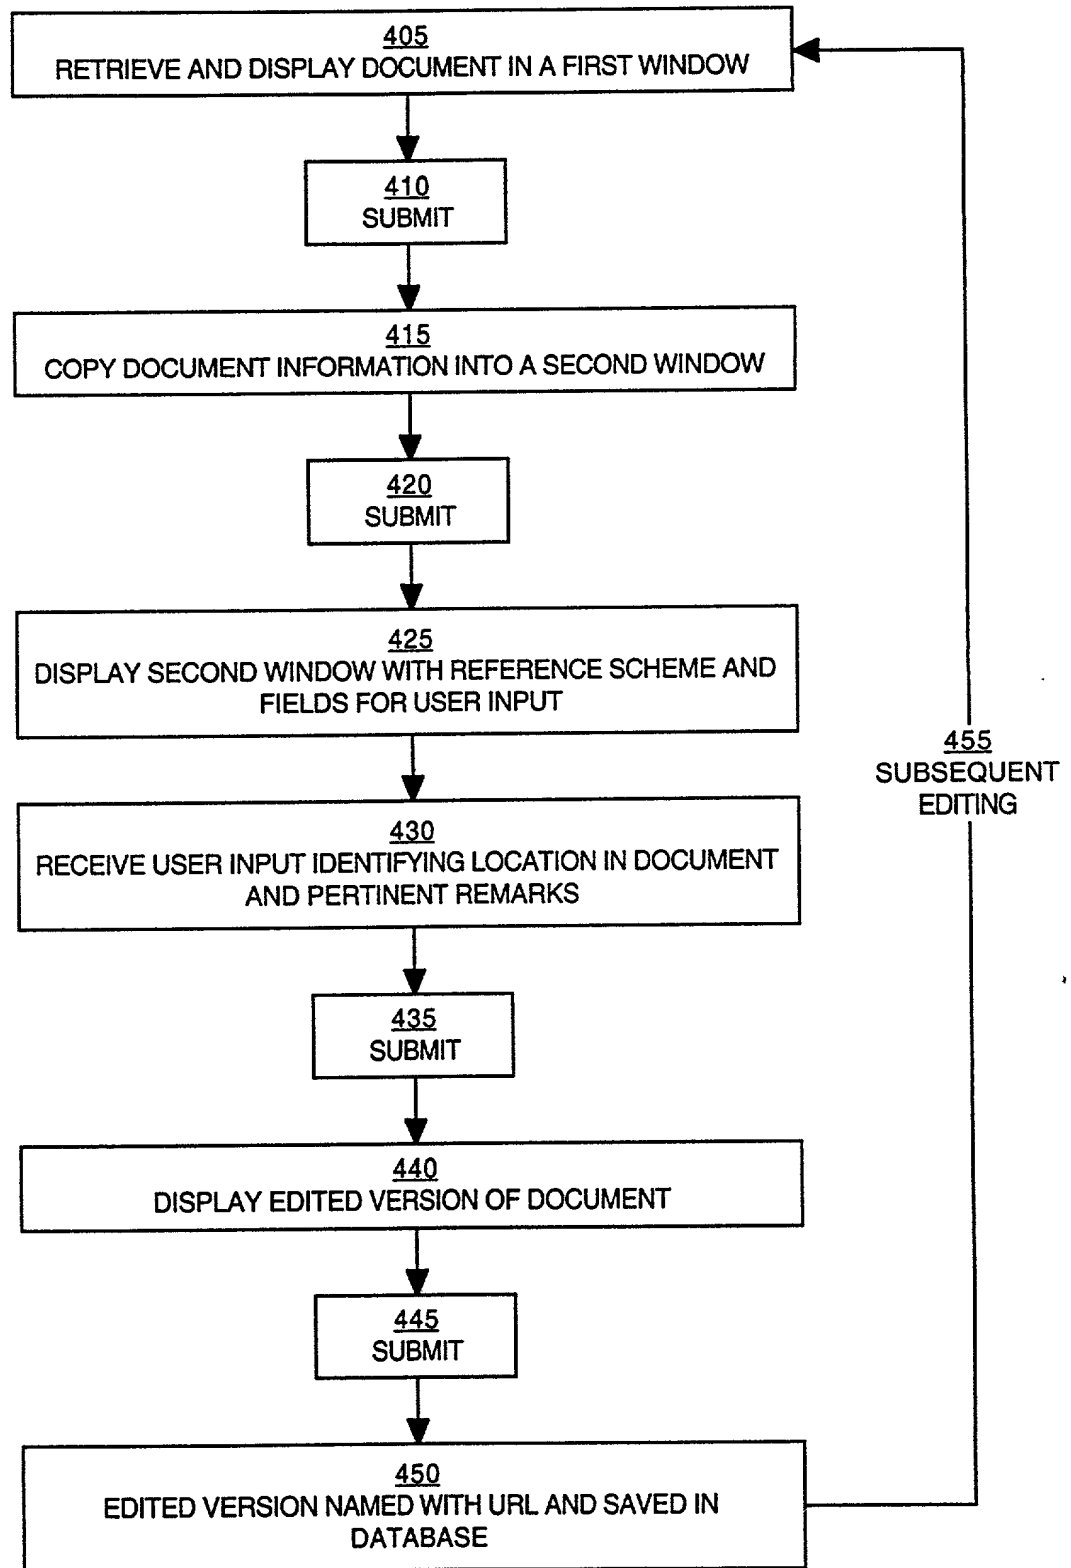 405
RETRIEVE AND DISPLAY DOCUMENT IN A FIRST WINDOW
410
SUBMIT
415
COPY DOCUMENT INFORMATION INTO A SECOND WINDOW
420
SUBMIT
425
DISPLAY SECOND WINDOW WITH REFERENCE SCHEME AND
FIELDS FOR USER INPUT
430
RECEIVE USER INPUT IDENTIFYING LOCATION IN DOCUMENT
AND PERTINENT REMARKS
435
SUBMIT
440
DISPLAY EDITED VERSION OF DOCUMENT
445
SUBMIT
450
EDITED VERSION NAMED WITH URL AND SAVED IN
DATABASE
455
SUBSEQUENT
EDITING